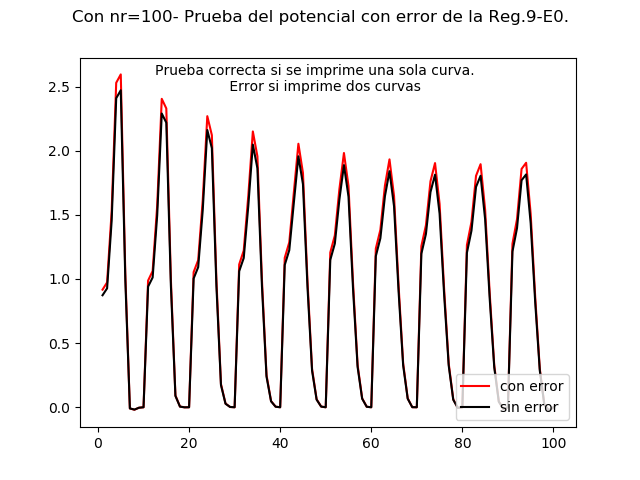 Con nr=100- Prueba del potencial con error de la Reg.9-E0.
Prueba correcta si se imprime una sola curva.
Error si imprime dos curvas
2.5
2.0
1.5
1.0
0.5
0.0
con error
sin error
0
20
40
60
80
100